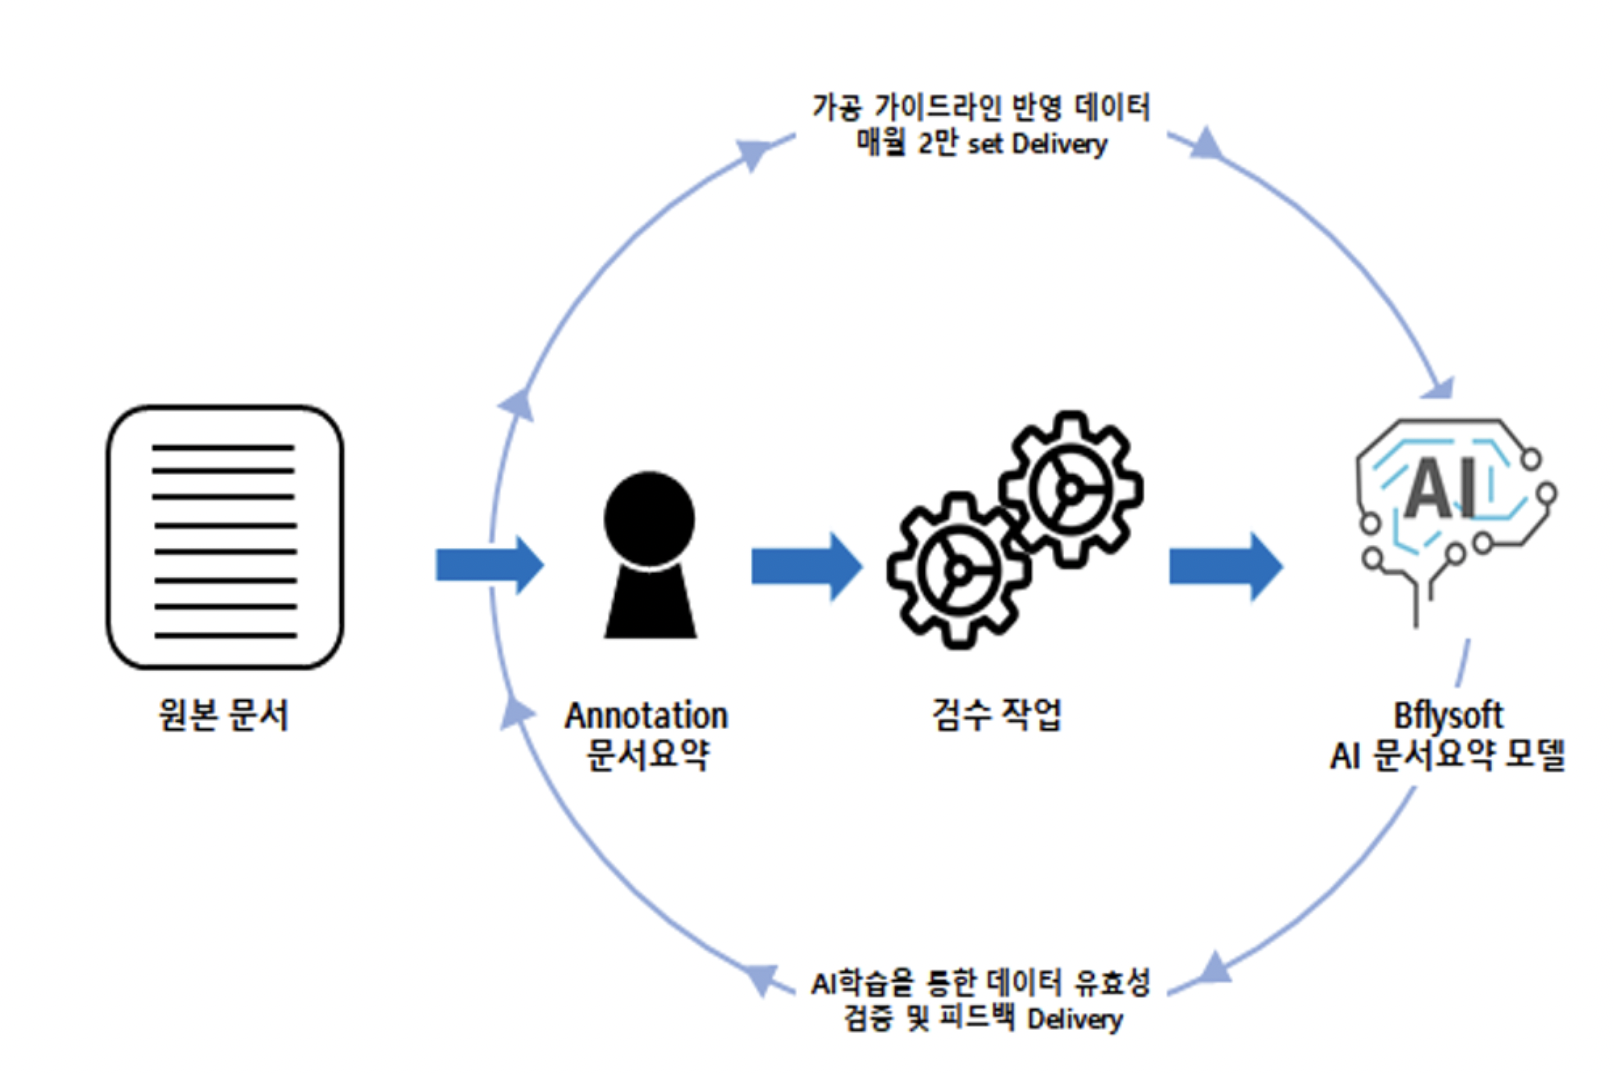 가공 가이드라인 반영 데이터
매월 2만 set Delivery
AI
원본 문서
Annotation
문서요약
검수 작업
Bflysoft
AI 문서요약 모델
AI학습을 통한 데이터 유효성
검증 및 피드백 Delivery